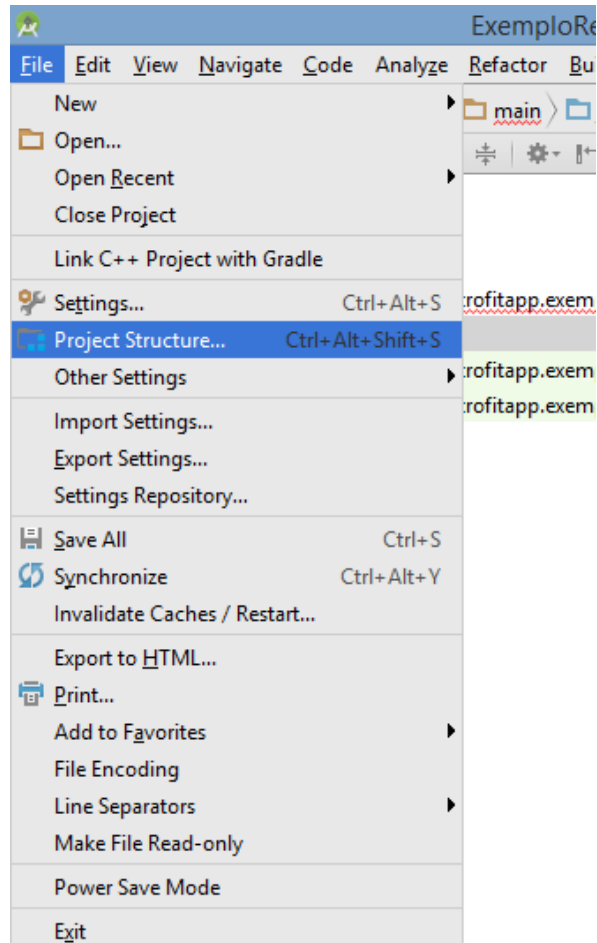 ExemploRe
File Edit View Navigate Code Analyze Refactor Bu
New
main
Open...
Open Recent
Close Project
Link C++ Project with Gradle
Settings... Ctrl+Alt+S
trofitapp.exem
Project Structure... Ctrl+Alt+Shift+S
Other Settings
trofitapp.exem
trofitapp.exem
Import Settings...
Export Settings...
Settings Repository...
Save All Ctrl+S
Synchronize Ctrl+Alt+Y
Invalidate Caches / Restart...
Export to HTML...
Print...
Add to Favorites
File Encoding
Line Separators
Make File Read-only
Power Save Mode
Exit